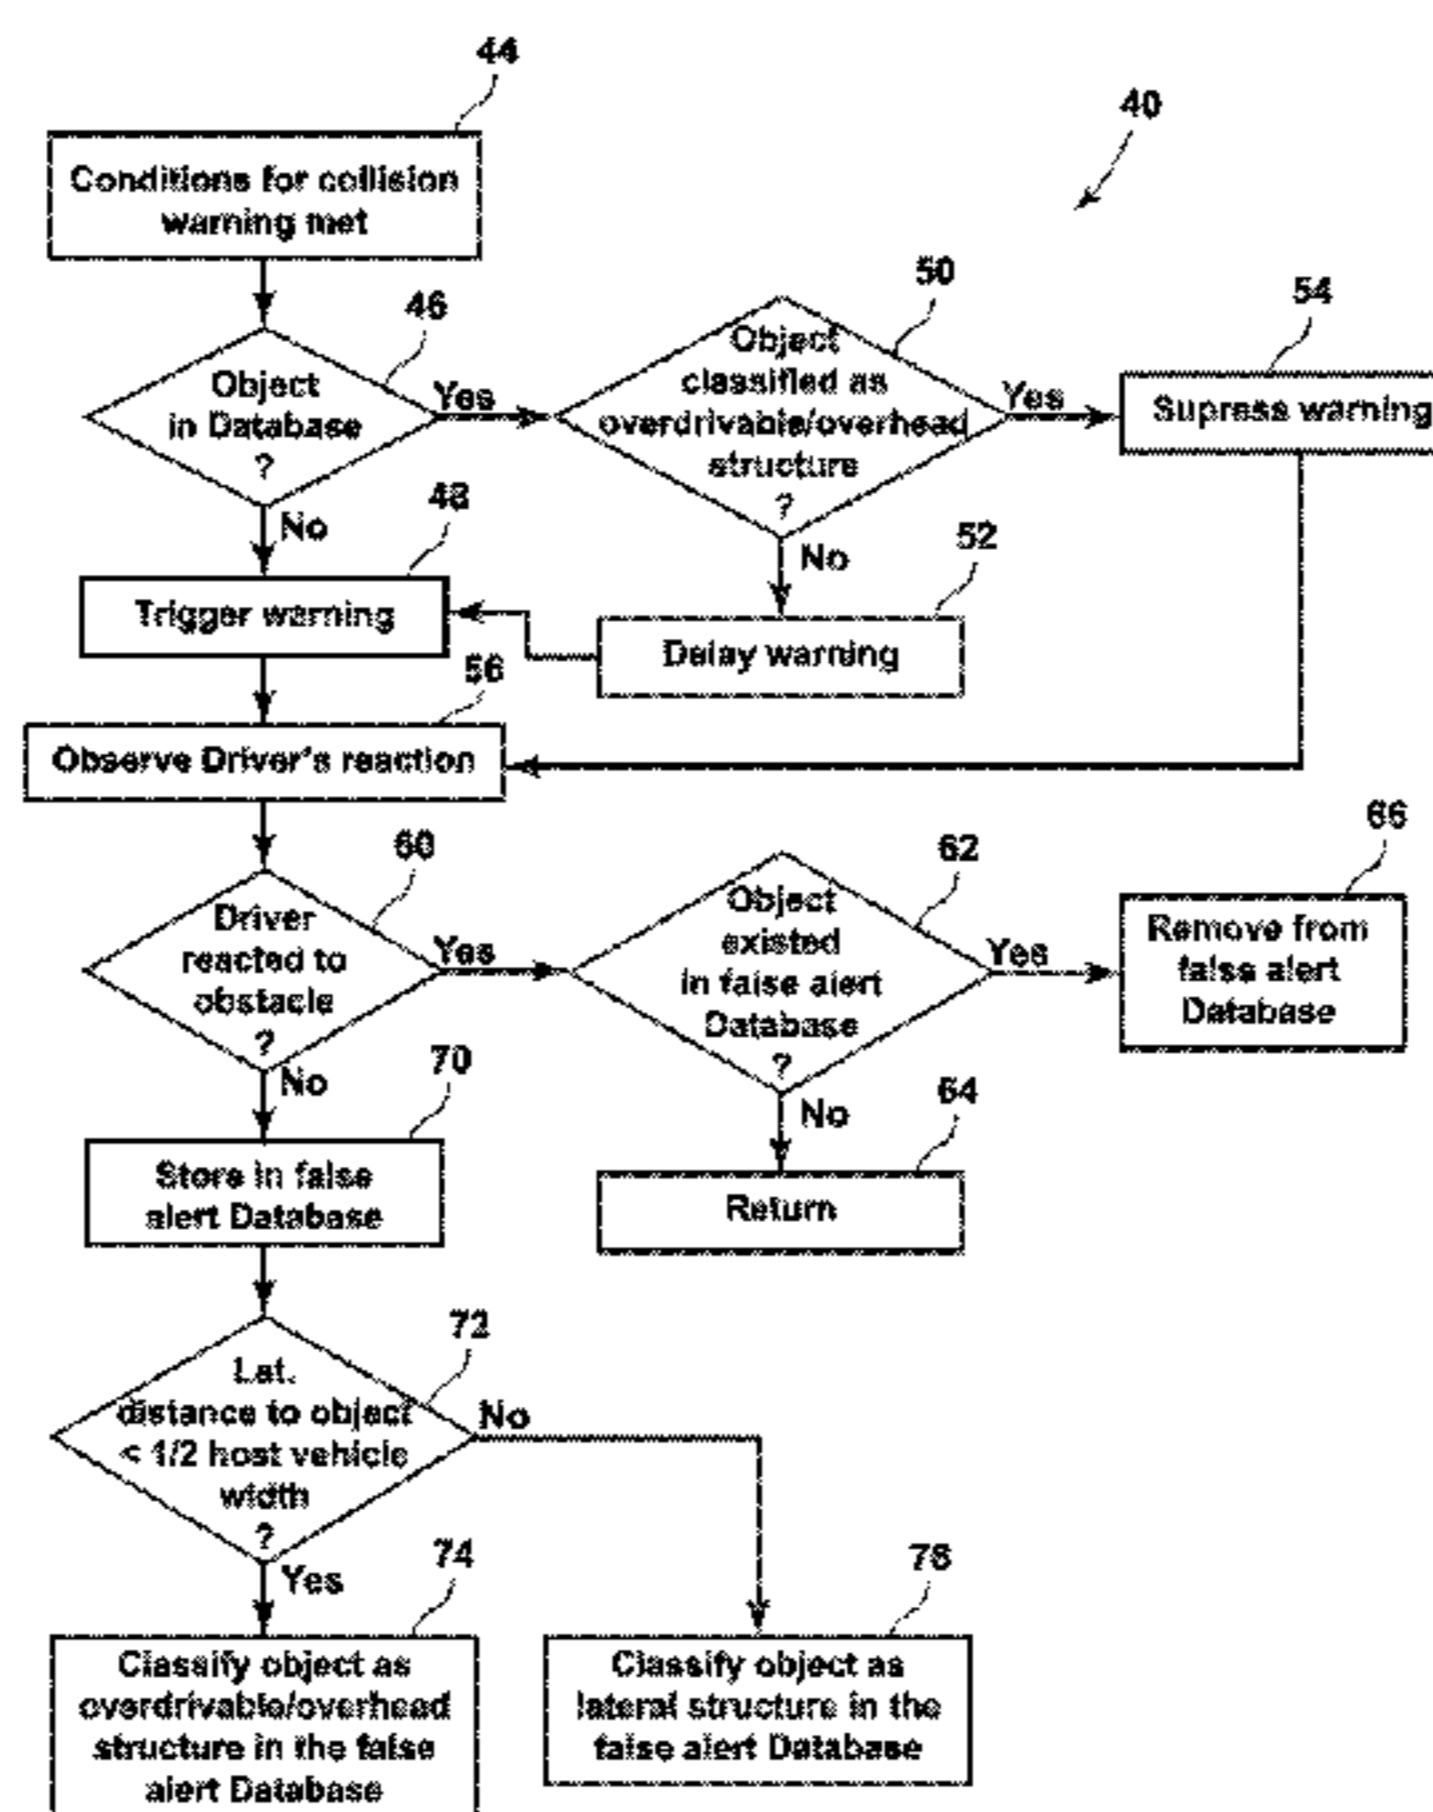 44
40
Conditions for collision
warning met
46
50
54
Object
in Database
?
Yes
Object
classified as
overdrivable/overhead
structure
?
Yes
Supress warning
No
48
No
52
Trigger warning
Delay warning
56
Observe Driver's reaction
60
62
66
Driver
reacted to
obstacle
?
Yes
Object
existed
in false alert
Database
?
Yes
Remove from
false alert
Database
No
70
No
64
Store in false
alert Database
Return
72
Lat.
distance to object
< 1/2 host vehicle
width
?
No
Yes
74
76
Classify object as
overdrivable/overhead
structure in the false
alert Database
Classify object as
lateral structure in the
false alert Database